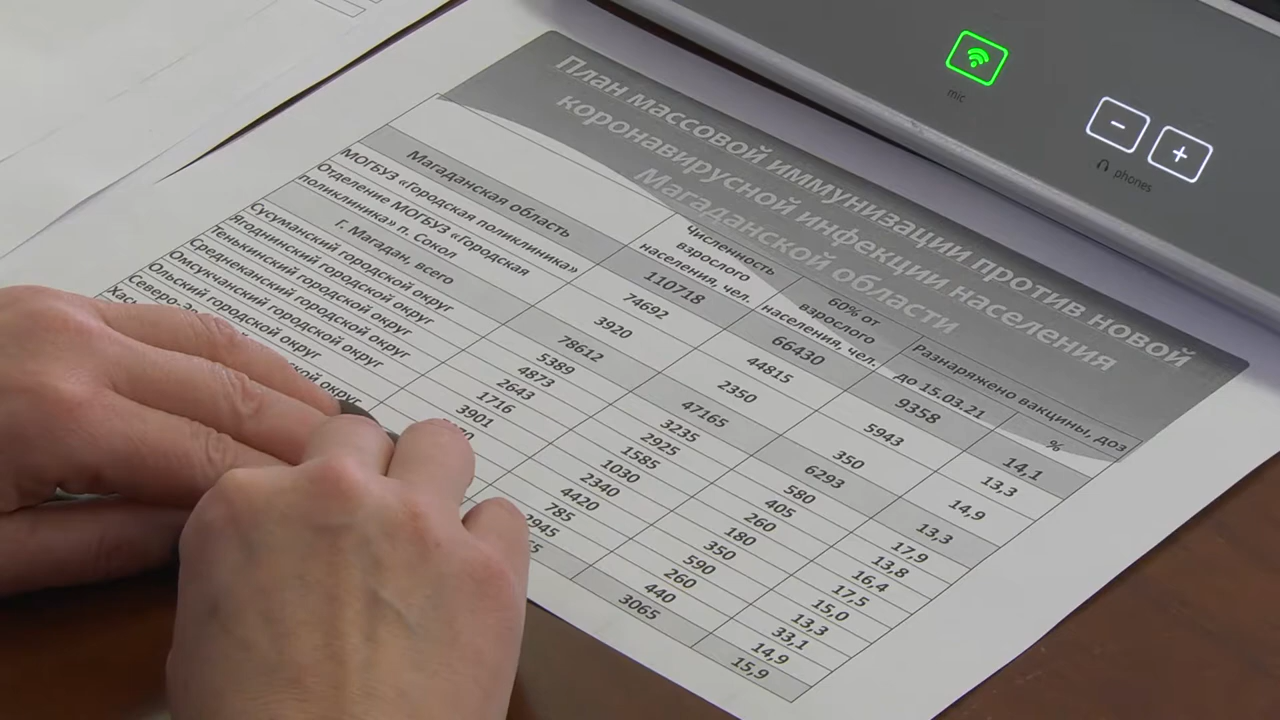 План массовой иммунизации против новой
коронавирусной инфекции населения
Магаданской области
Численность
взрослого
населения, чел.
60% от
взрослого
населения, чел.
Разнаряжено вакцины, доз
до 15.03.21
%
Магаданская область 110718 66430 9358 14,1
МОГБУЗ «Городская поликлиника» 74692 44815 5943 13,3
Отделение МОГБУЗ «Городская
поликлиника» п. Сокол 3920 2350 350 14,9
Г. Магадан, всего 78612 47165 6293 13,3
Сусуманский городской округ 5389 3235 580 17,9
Ягоднинский городской округ 4873 2925 405 13,8
Тенькинский городской округ 2643 1585 260 16,4
Среднеканский городской округ 1716 1030 180 17,5
Омсукчанский городской округ 3901 2340 350 15,0
Ольский городской округ 4420 590 13,3
округ 785 260 33,1
2945 440 14,9
3065 15,9
mic
phones